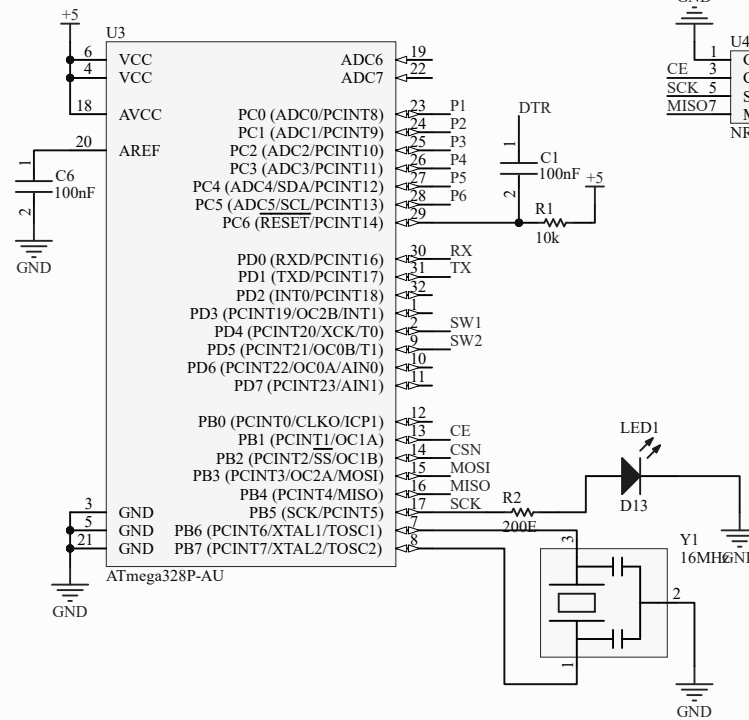 +5
U3
6 VCC
4 VCC
18 AVCC
20 AREF
1
C6
100nF
2
GND
3 GND
5 GND
21 GND
GND
ATmega328P-AU
ADC6 19
ADC7 22
PC0 (ADC0/PCINT8) 23 P1
PC1 (ADC1/PCINT9) 24 P2
PC2 (ADC2/PCINT10) 25 P3
PC3 (ADC3/PCINT11) 26 P4
PC4 (ADC4/SDA/PCINT12) 27 P5
PC5 (ADC5/SCL/PCINT13) 28 P6
PC6 (RESET/PCINT14) 29
PD0 (RXD/PCINT16) 30 RX
PD1 (TXD/PCINT17) 31 TX
PD2 (INT0/PCINT18) 32
PD3 (PCINT19/OC2B/INT1) 1
PD4 (PCINT20/XCK/T0) 2 SW1
PD5 (PCINT21/OC0B/T1) 9 SW2
PD6 (PCINT22/OC0A/AIN0) 10
PD7 (PCINT23/AIN1) 11
PB0 (PCINT0/CLKO/ICP1) 12
PB1 (PCINT1/OC1A) 13 CE
PB2 (PCINT2/SS/OC1B) 14 CSN
PB3 (PCINT3/OC2A/MOSI) 15 MOSI
PB4 (PCINT4/MISO) 16 MISO
PB5 (SCK/PCINT5) 17 SCK
PB6 (PCINT6/XTAL1/TOSC1) 7
PB7 (PCINT7/XTAL2/TOSC2) 8
DTR
1
C1
100nF
2
+5
R1
10k
GND
U4
1
CE 3
SCK 5
MISO 7
R2
200E
LED1
D13
GND
Y1
16MHz
3
2
1
GND